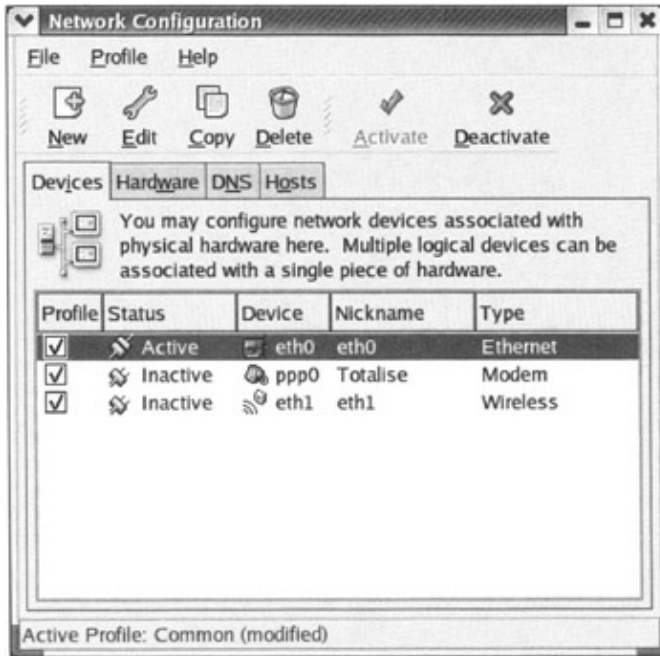 Network Configuration
File Profile Help
New Edit Copy Delete Activate Deactivate
Devices Hardware DNS Hosts
You may configure network devices associated with
physical hardware here. Multiple logical devices can be
associated with a single piece of hardware.
Profile Status Device Nickname Type
Active eth0 eth0 Ethernet
Inactive ppp0 Totalise Modem
Inactive eth1 eth1 Wireless
Active Profile: Common (modified)